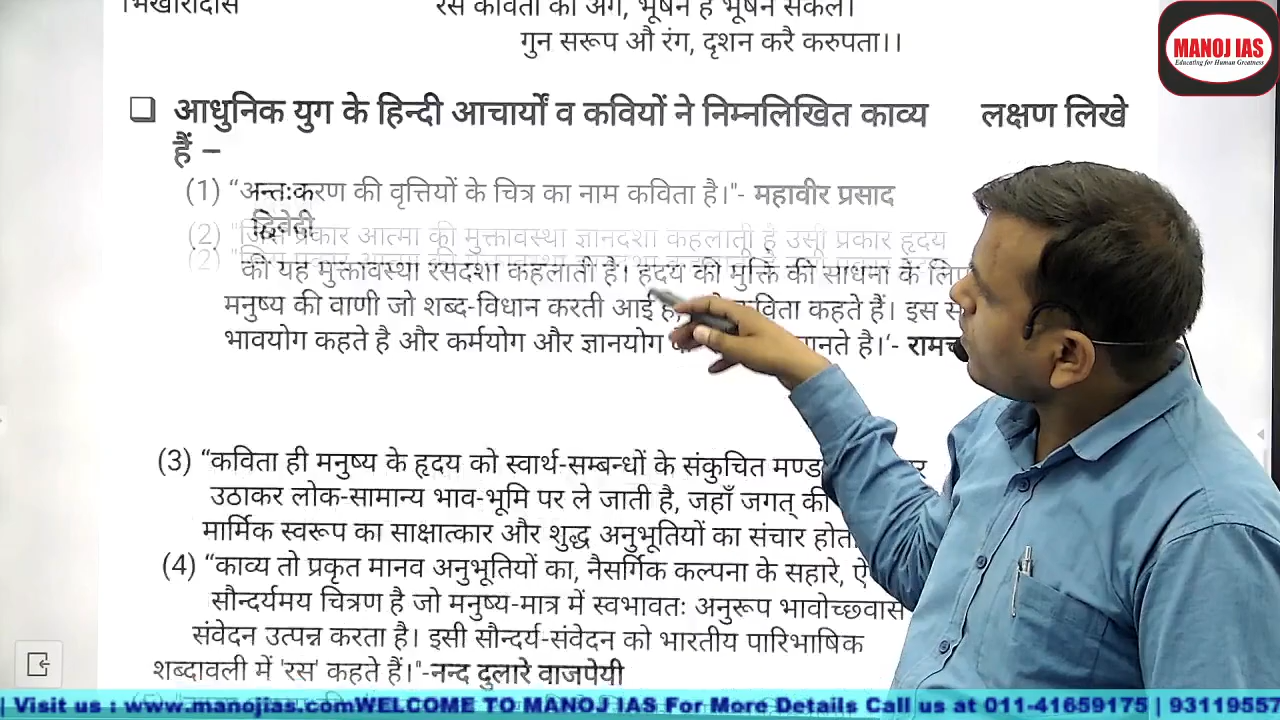 भिखारीदास रस कविता को अंग, भूषन है भूषन सकल।
गुन सरूप औ रंग, दृशन करै करुपता।।
MANOJ IAS
Educating for Human Greatness
❑ आधुनिक युग के हिन्दी आचार्यों व कवियों ने निम्नलिखित काव्य लक्षण लिखे
हैं –
(1) “अन्तःकरण की वृत्तियों के चित्र का नाम कविता है।"- महावीर प्रसाद
द्विवेदी
(2) "जिस प्रकार आत्मा की मुक्तावस्था ज्ञानदशा कहलाती है उसी प्रकार हृदय
(2)
की यह मुक्तावस्था रसदशा कहलाती है। हृदय की मुक्ति की साधना के
मनुष्य की वाणी जो शब्द-विधान करती आई है, कविता कहते हैं। इस
भावयोग कहते है और कर्मयोग और ज्ञानयोग मानते है।'-
(3) “कविता ही मनुष्य के हृदय को स्वार्थ-सम्बन्धों के संकुचित
उठाकर लोक-सामान्य भाव-भूमि पर ले जाती है, जहाँ जगत् की
मार्मिक स्वरूप का साक्षात्कार और शुद्ध अनुभूतियों का संचार
(4) “काव्य तो प्रकृत मानव अनुभूतियों का, नैसर्गिक कल्पना के सहारे,
सौन्दर्यमय चित्रण है जो मनुष्य-मात्र में स्वभावतः अनुरूप भावोच्छ्वास
संवेदन उत्पन्न करता है। इसी सौन्दर्य-संवेदन को भारतीय पारिभाषिक
शब्दावली में 'रस' कहते हैं।"-नन्द दुलारे वाजपेयी
| Visit us : www.manojias.comWELCOME TO MANOJ IAS For More Details Call us at 011-41659175 | 93119557